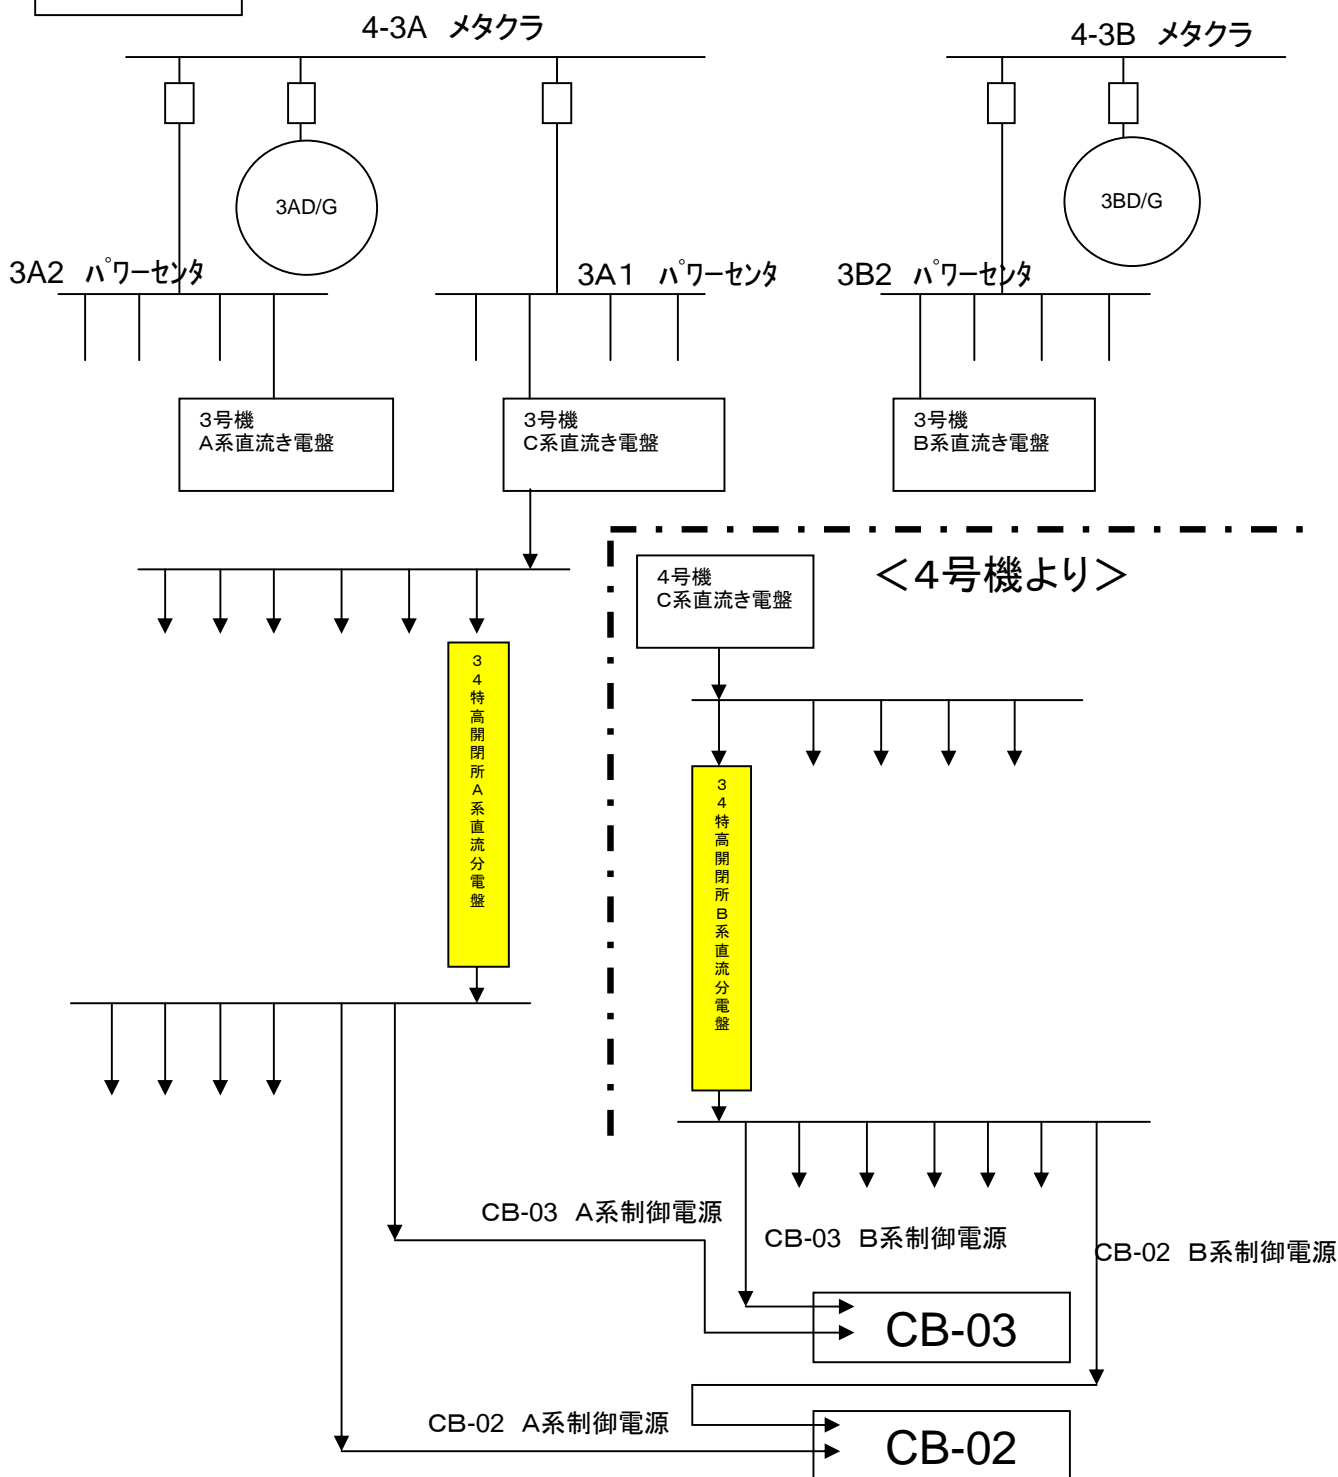 4-3A メタクラ
4-3B メタクラ
3AD/G
3BD/G
3A2 パワーセンタ
3A1 パワーセンタ
3B2 パワーセンタ
3号機
A系直流き電盤
3号機
C系直流き電盤
3号機
B系直流き電盤
<4号機より>
4号機
C系直流き電盤
34特高開閉所A系直流分電盤
34特高開閉所B系直流分電盤
CB-03 A系制御電源
CB-03 B系制御電源
CB-02 B系制御電源
CB-03
CB-02 A系制御電源
CB-02